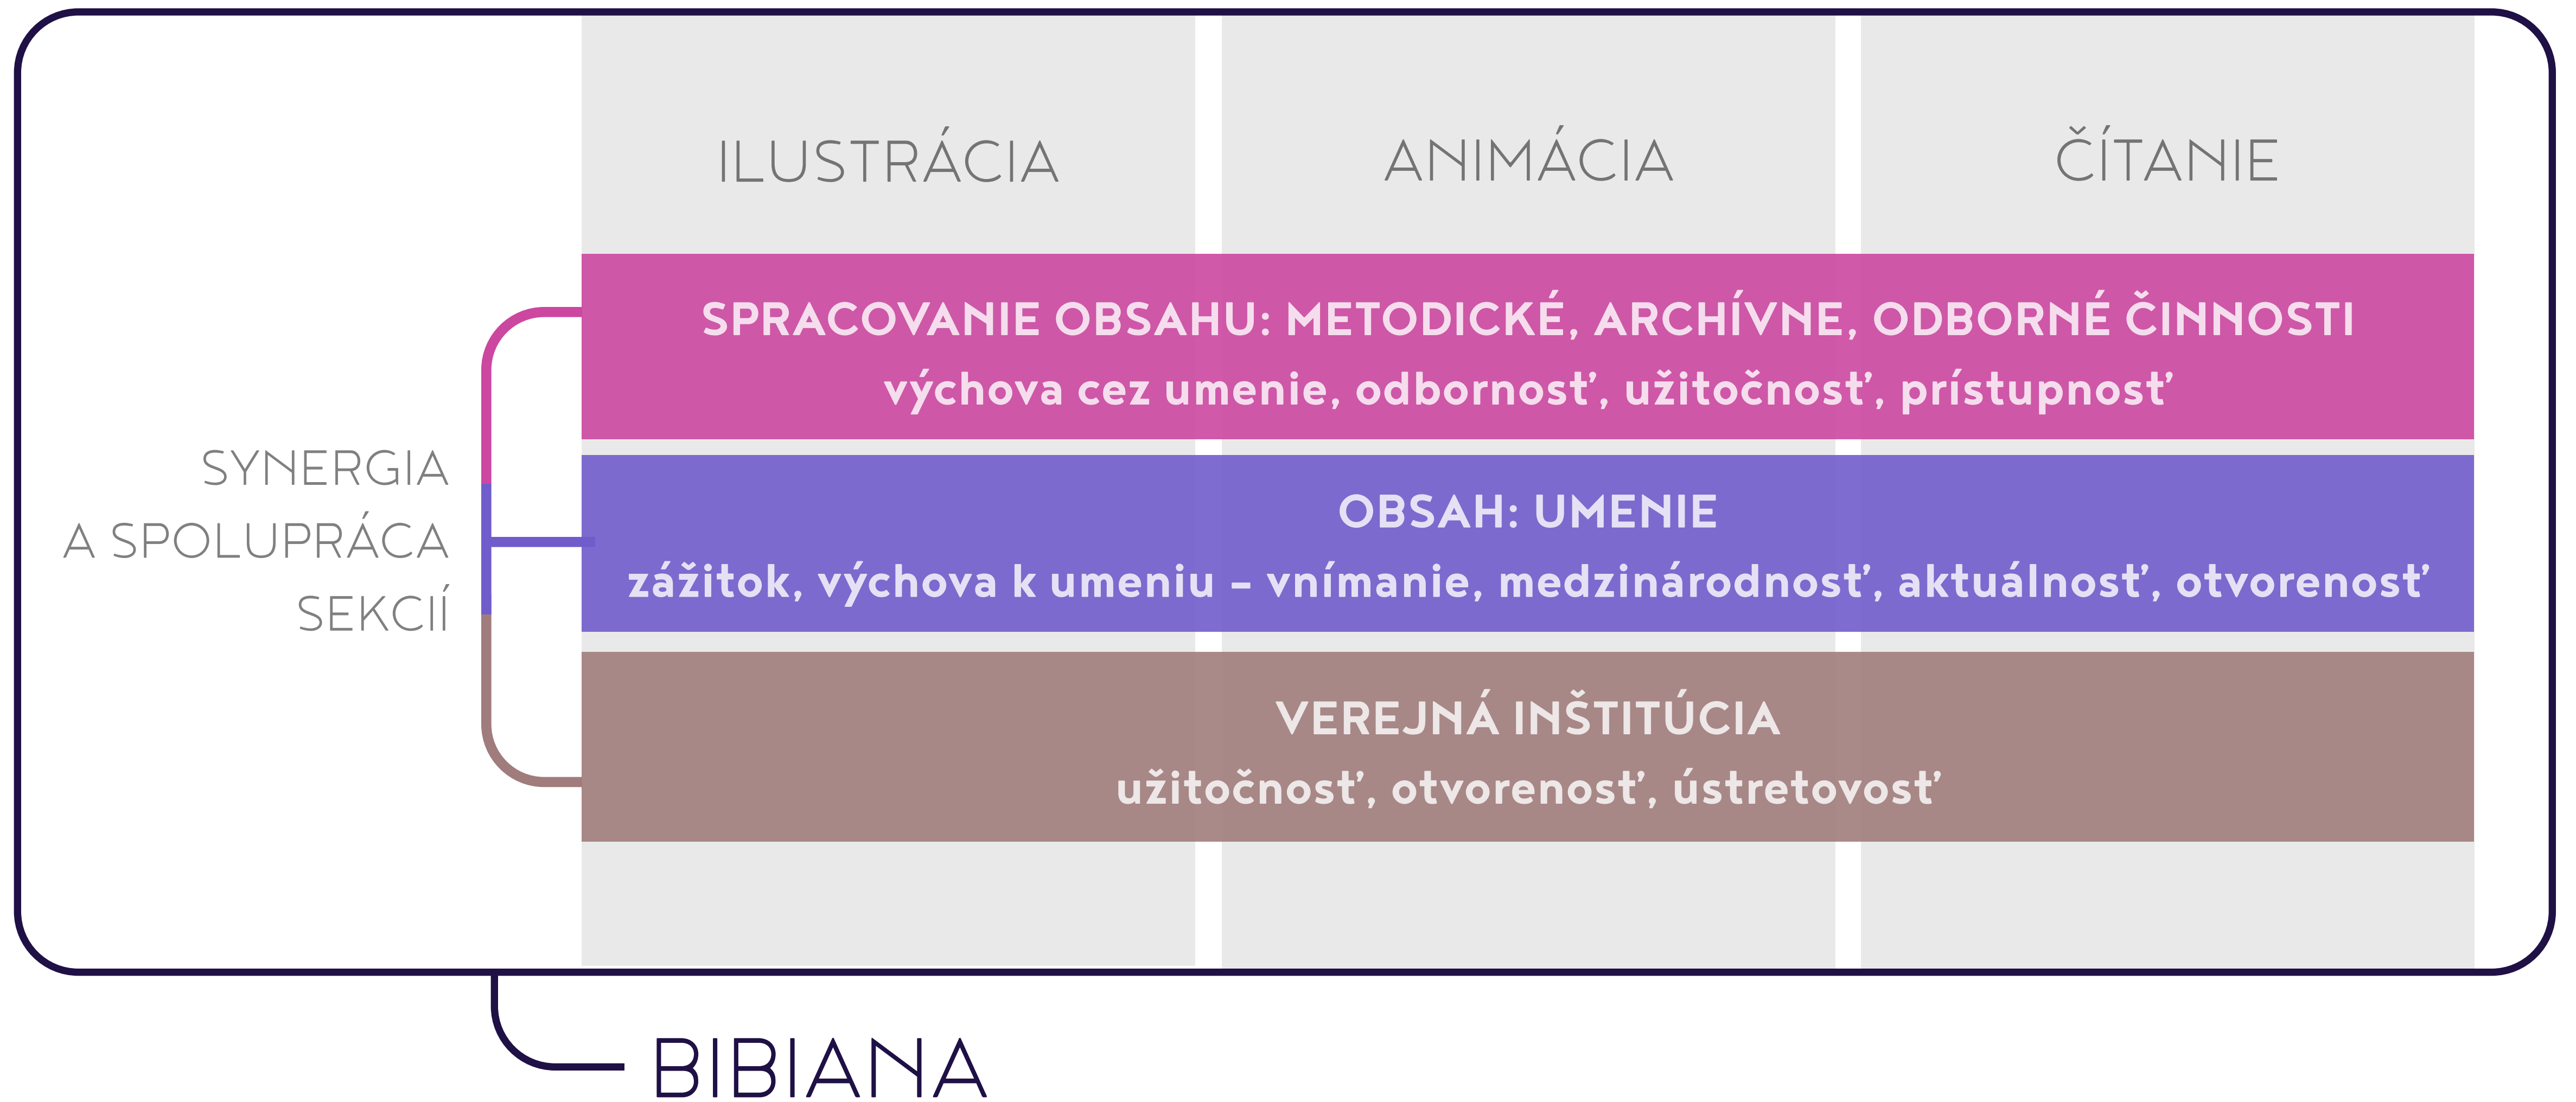 ILUSTRÁCIA
ANIMÁCIA
ČÍTANIE
SPRACOVANIE OBSAHU: METODICKÉ, ARCHÍVNE, ODBORNÉ ČINNOSTI
výchova cez umenie, odbornosť, užitočnosť, prístupnosť
SYNERGIA
A SPOLUPRÁCA
SEKCIÍ
OBSAH: UMENIE
zážitok, výchova k umeniu – vnímanie, medzinárodnosť, aktuálnosť, otvorenosť
VEREJNÁ INŠTITÚCIA
užitočnosť, otvorenosť, ústretovosť
BIBIANA